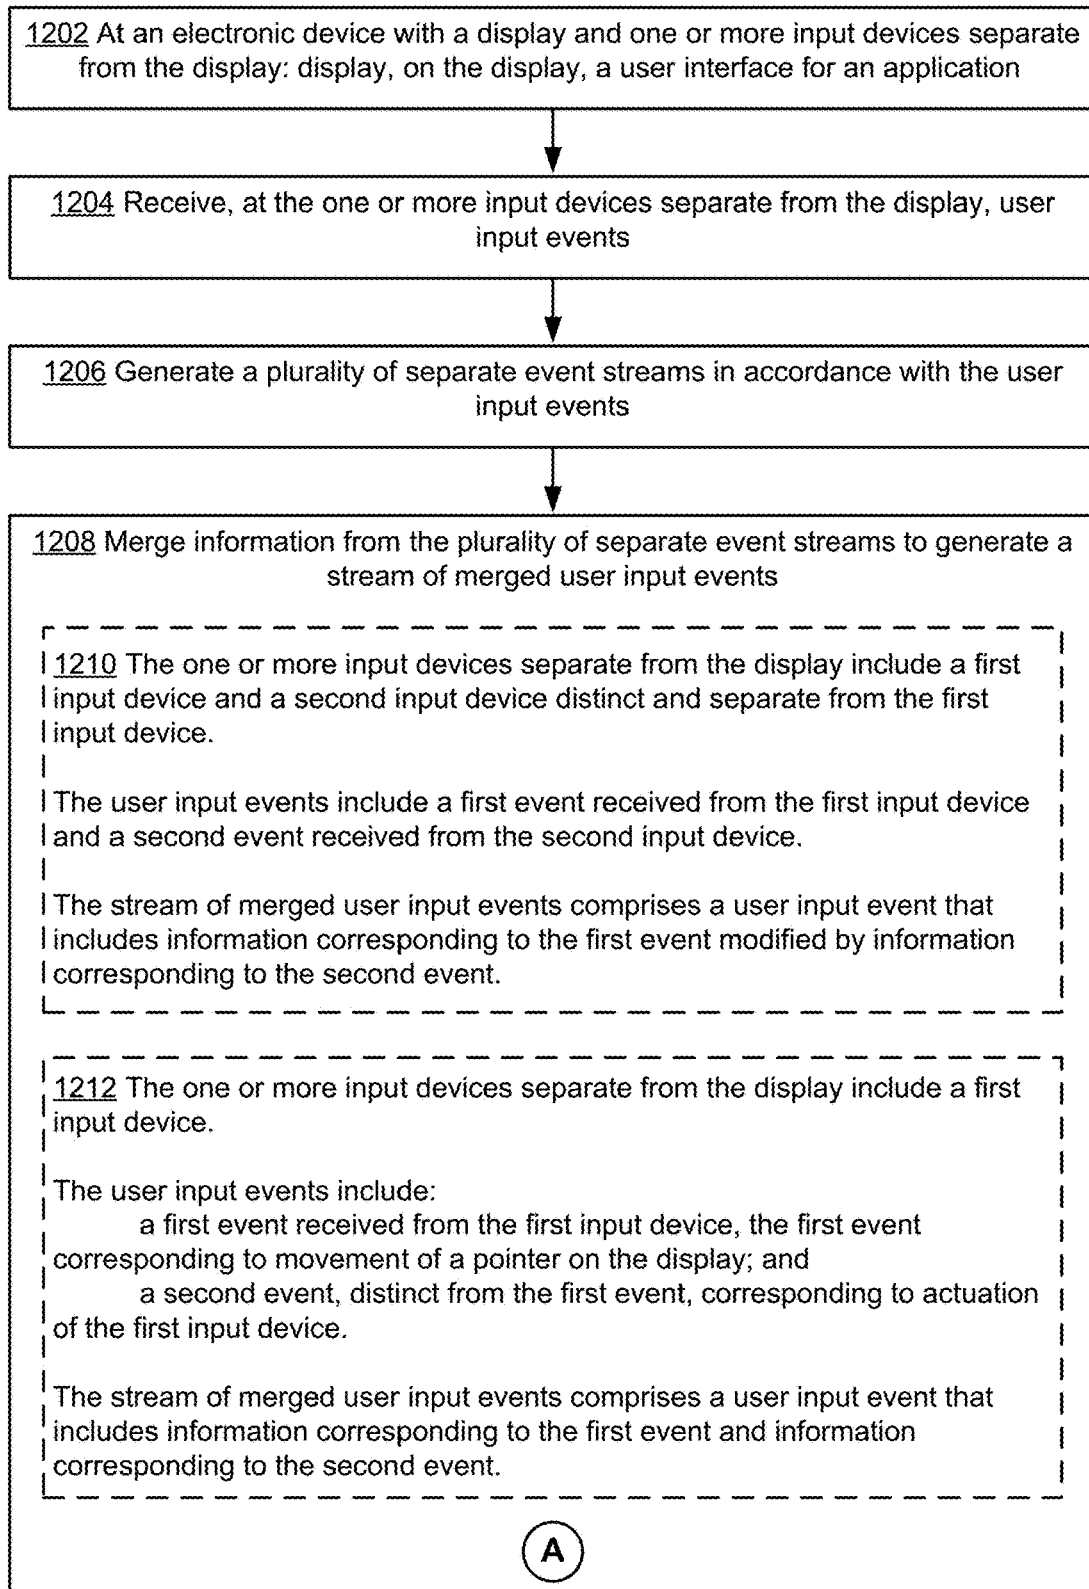 1202 At an electronic device with a display and one or more input devices separate
from the display: display, on the display, a user interface for an application
1204 Receive, at the one or more input devices separate from the display, user
input events
1206 Generate a plurality of separate event streams in accordance with the user
input events
1208 Merge information from the plurality of separate event streams to generate a
stream of merged user input events
1210 The one or more input devices separate from the display include a first
input device and a second input device distinct and separate from the first
input device.
The user input events include a first event received from the first input device
and a second event received from the second input device.
The stream of merged user input events comprises a user input event that
includes information corresponding to the first event modified by information
corresponding to the second event.
1212 The one or more input devices separate from the display include a first
input device.
The user input events include:
a first event received from the first input device, the first event
corresponding to movement of a pointer on the display; and
a second event, distinct from the first event, corresponding to actuation
of the first input device.
The stream of merged user input events comprises a user input event that
includes information corresponding to the first event and information
corresponding to the second event.
A